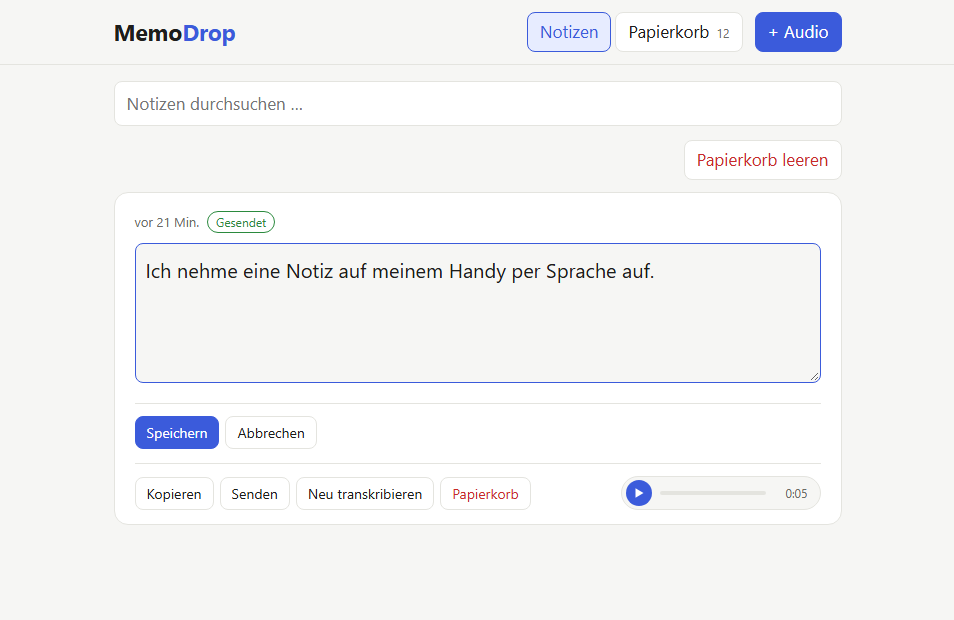 MemoDrop
Notizen
Papierkorb 12
+ Audio
Notizen durchsuchen ...
Papierkorb leeren
vor 21 Min.
Gesendet
Ich nehme eine Notiz auf meinem Handy per Sprache auf.
Speichern
Abbrechen
Kopieren
Senden
Neu transkribieren
Papierkorb
0:05